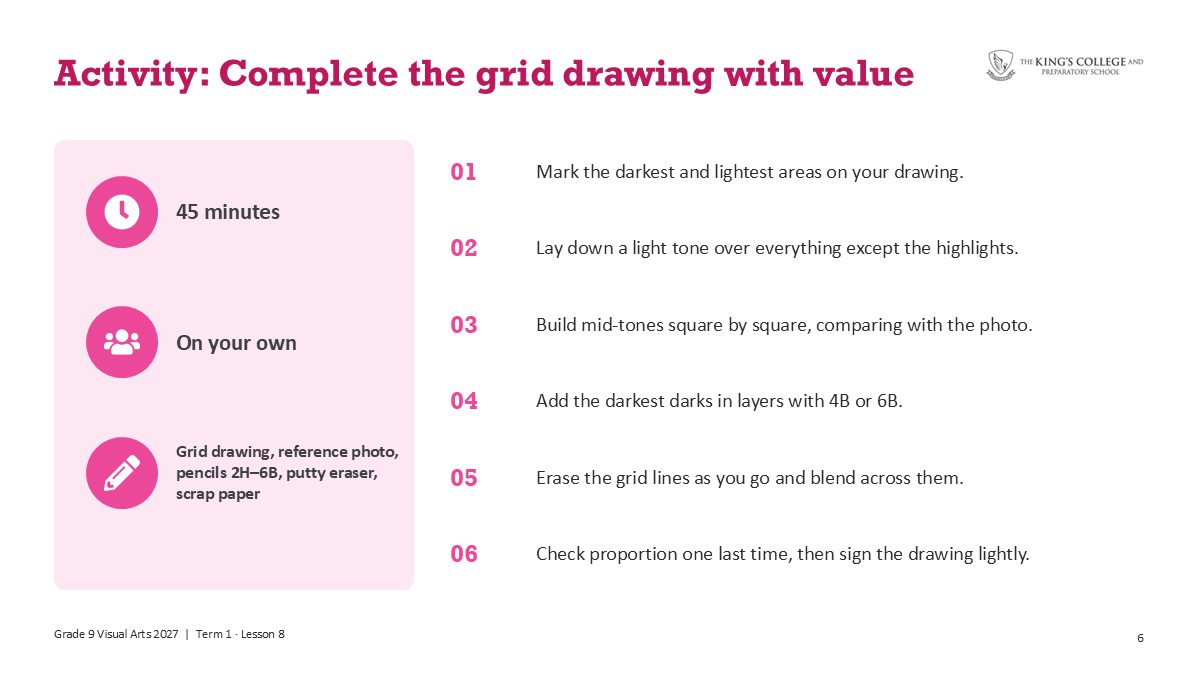 Activity: Complete the grid drawing with value
THE KING'S COLLEGE AND
PREPARATORY SCHOOL
45 minutes
On your own
Grid drawing, reference photo,
pencils 2H–6B, putty eraser,
scrap paper
01 Mark the darkest and lightest areas on your drawing.
02 Lay down a light tone over everything except the highlights.
03 Build mid-tones square by square, comparing with the photo.
04 Add the darkest darks in layers with 4B or 6B.
05 Erase the grid lines as you go and blend across them.
06 Check proportion one last time, then sign the drawing lightly.
Grade 9 Visual Arts 2027 | Term 1 · Lesson 8
6